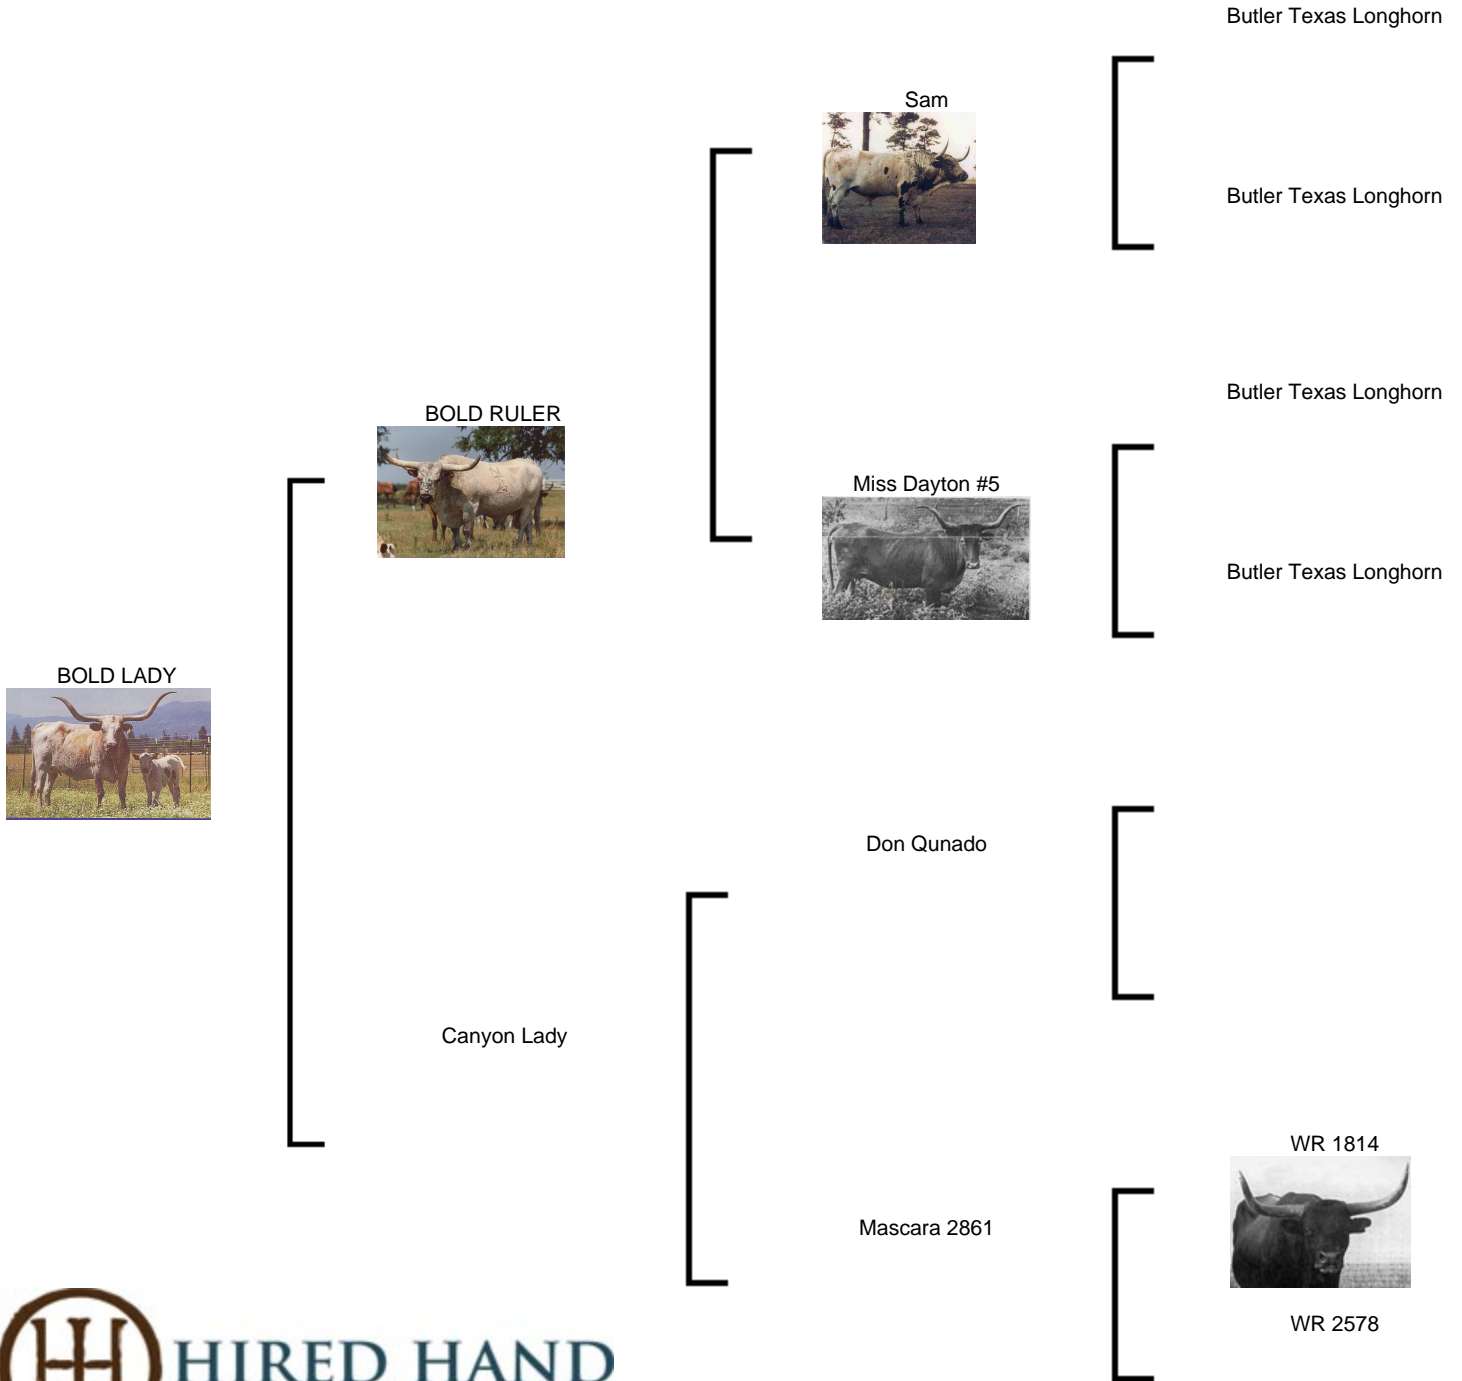 Butler Texas Longhorn
Sam
Butler Texas Longhorn
Butler Texas Longhorn
BOLD RULER
Miss Dayton #5
Butler Texas Longhorn
BOLD LADY
Don Qunado
Canyon Lady
WR 1814
Mascara 2861
WR 2578
HIRED HAND